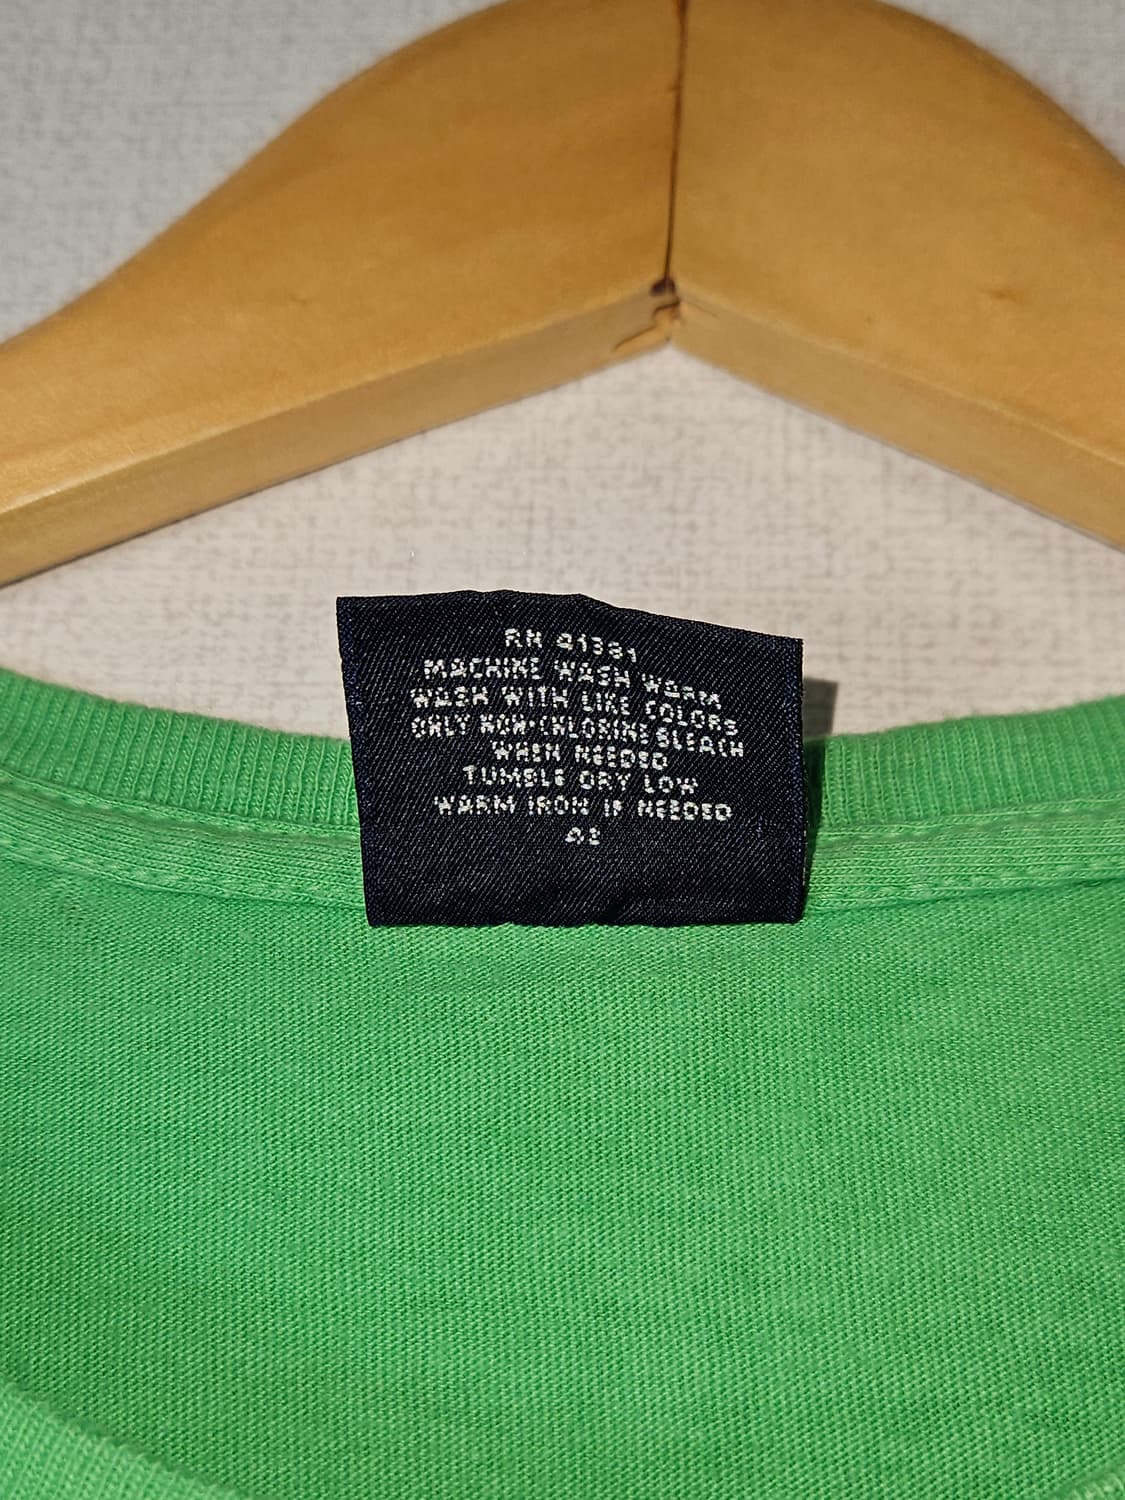 RN 41381
MACHINE WASH WARM
WASH WITH LIKE COLORS
ONLY NON-CHLORINE BLEACH
WHEN NEEDED
TUMBLE DRY LOW
WARM IRON IF NEEDED